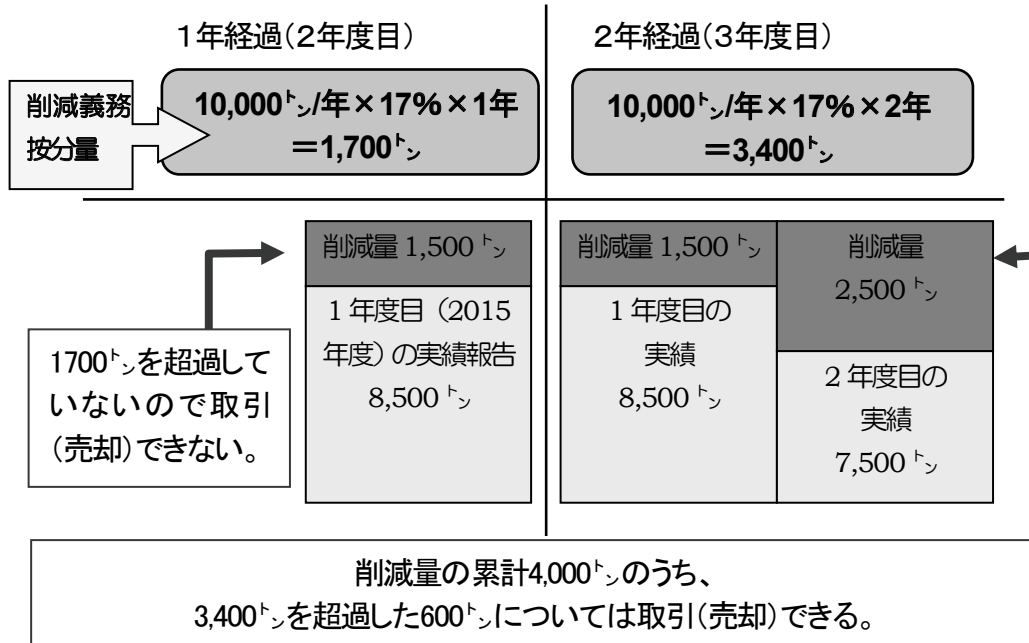 1年経過(2年度目)
2年経過(3年度目)
削減義務
按分量
10,000㌧/年×17%×1年
=1,700㌧
10,000㌧/年×17%×2年
=3,400㌧
削減量 1,500 ㌧
1 年度目（2015
年度）の実績報告
8,500 ㌧
1700㌧を超過して
いないので取引
(売却)できない。
削減量 1,500 ㌧
1 年度目の
実績
8,500 ㌧
削減量
2,500 ㌧
2 年度目の
実績
7,500 ㌧
削減量の累計4,000㌧のうち、
3,400㌧を超過した600㌧については取引(売却)できる。